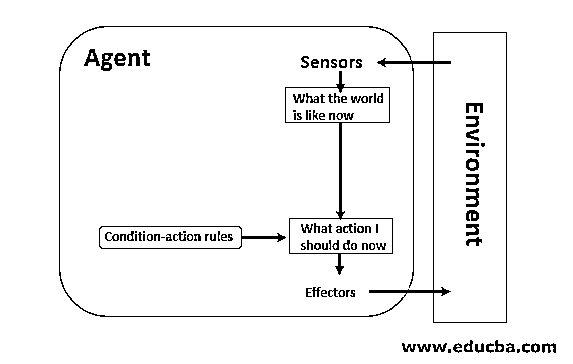 Agent
Sensors
What the world
is like now
Condition-action rules
What action I
should do now
Effectors
Environment
www.educba.com